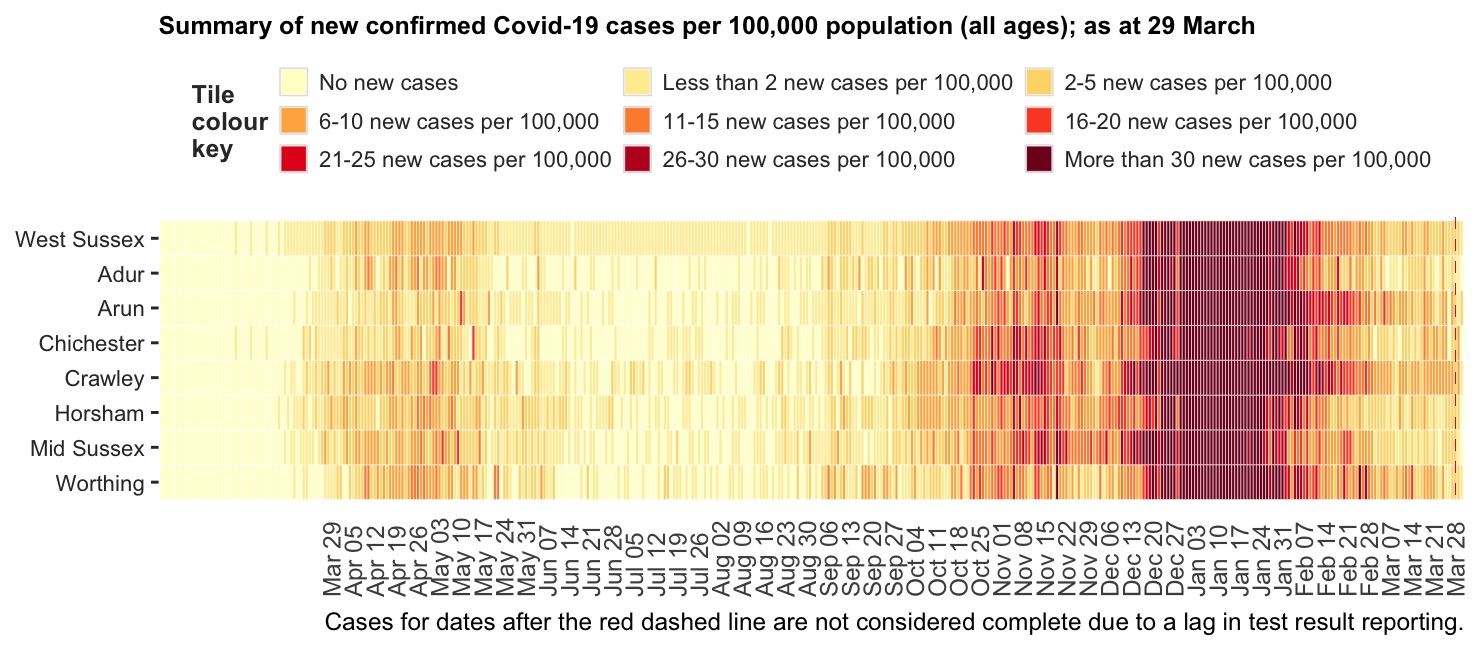 Summary of new confirmed Covid-19 cases per 100,000 population (all ages); as at 29 March
Tile
colour
key
No new cases
Less than 2 new cases per 100,000
2-5 new cases per 100,000
6-10 new cases per 100,000
11-15 new cases per 100,000
16-20 new cases per 100,000
21-25 new cases per 100,000
26-30 new cases per 100,000
More than 30 new cases per 100,000
West Sussex
Adur
Arun
Chichester
Crawley
Horsham
Mid Sussex
Worthing
Mar 29
Apr 05
Apr 12
Apr 19
Apr 26
May 03
May 10
May 17
May 24
May 31
Jun 07
Jun 14
Jun 21
Jun 28
Jul 05
Jul 12
Jul 19
Jul 26
Aug 02
Aug 09
Aug 16
Aug 23
Aug 30
Sep 06
Sep 13
Sep 20
Sep 27
Oct 04
Oct 11
Oct 18
Oct 25
Nov 01
Nov 08
Nov 15
Nov 22
Nov 29
Dec 06
Dec 13
Dec 20
Dec 27
Jan 03
Jan 10
Jan 17
Jan 24
Jan 31
Feb 07
Feb 14
Feb 21
Feb 28
Mar 07
Mar 14
Mar 21
Mar 28
Cases for dates after the red dashed line are not considered complete due to a lag in test result reporting.